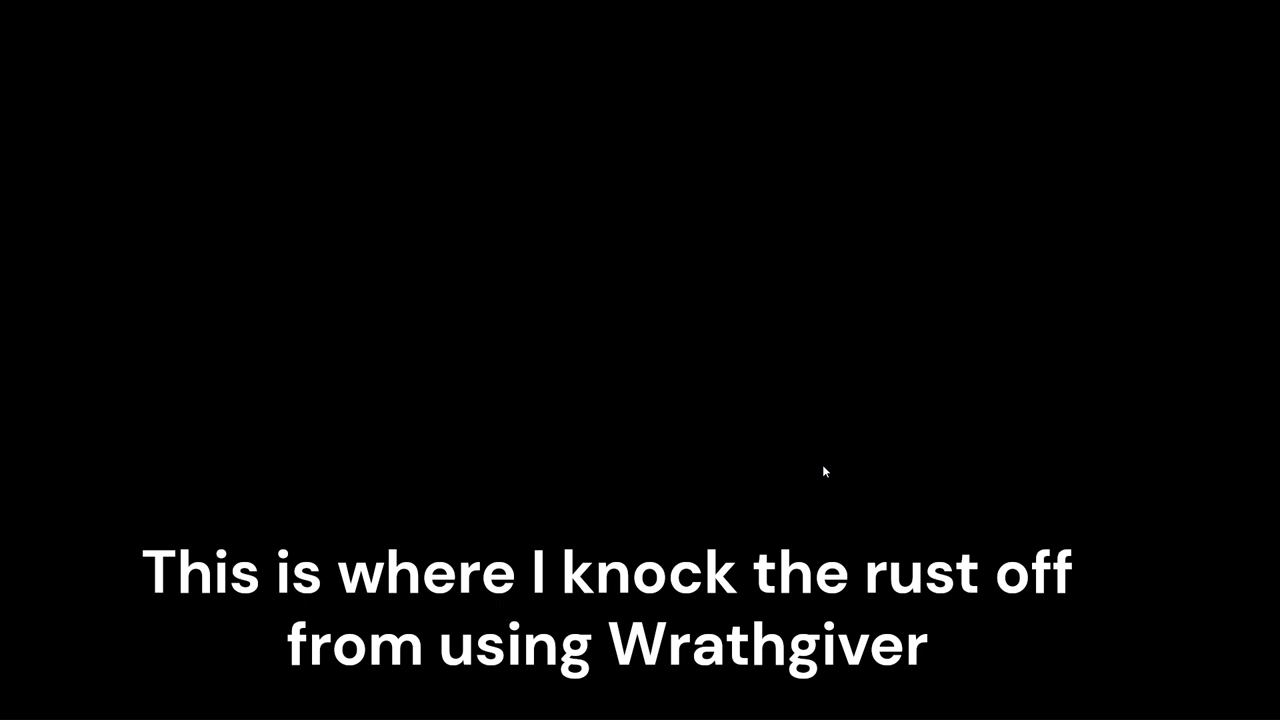 This is where I knock the rust off
from using Wrathgiver